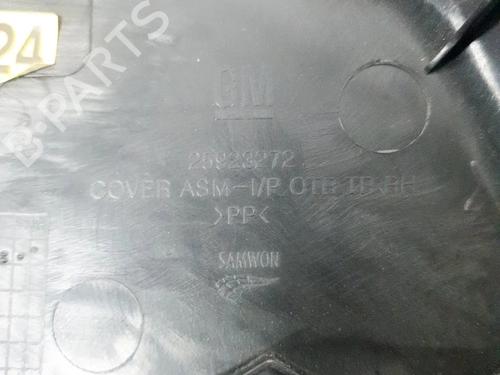 24
GM
25923272
COVER ASM-I/P OTR TR RH
>PP<
SAMWON
B-PARTS